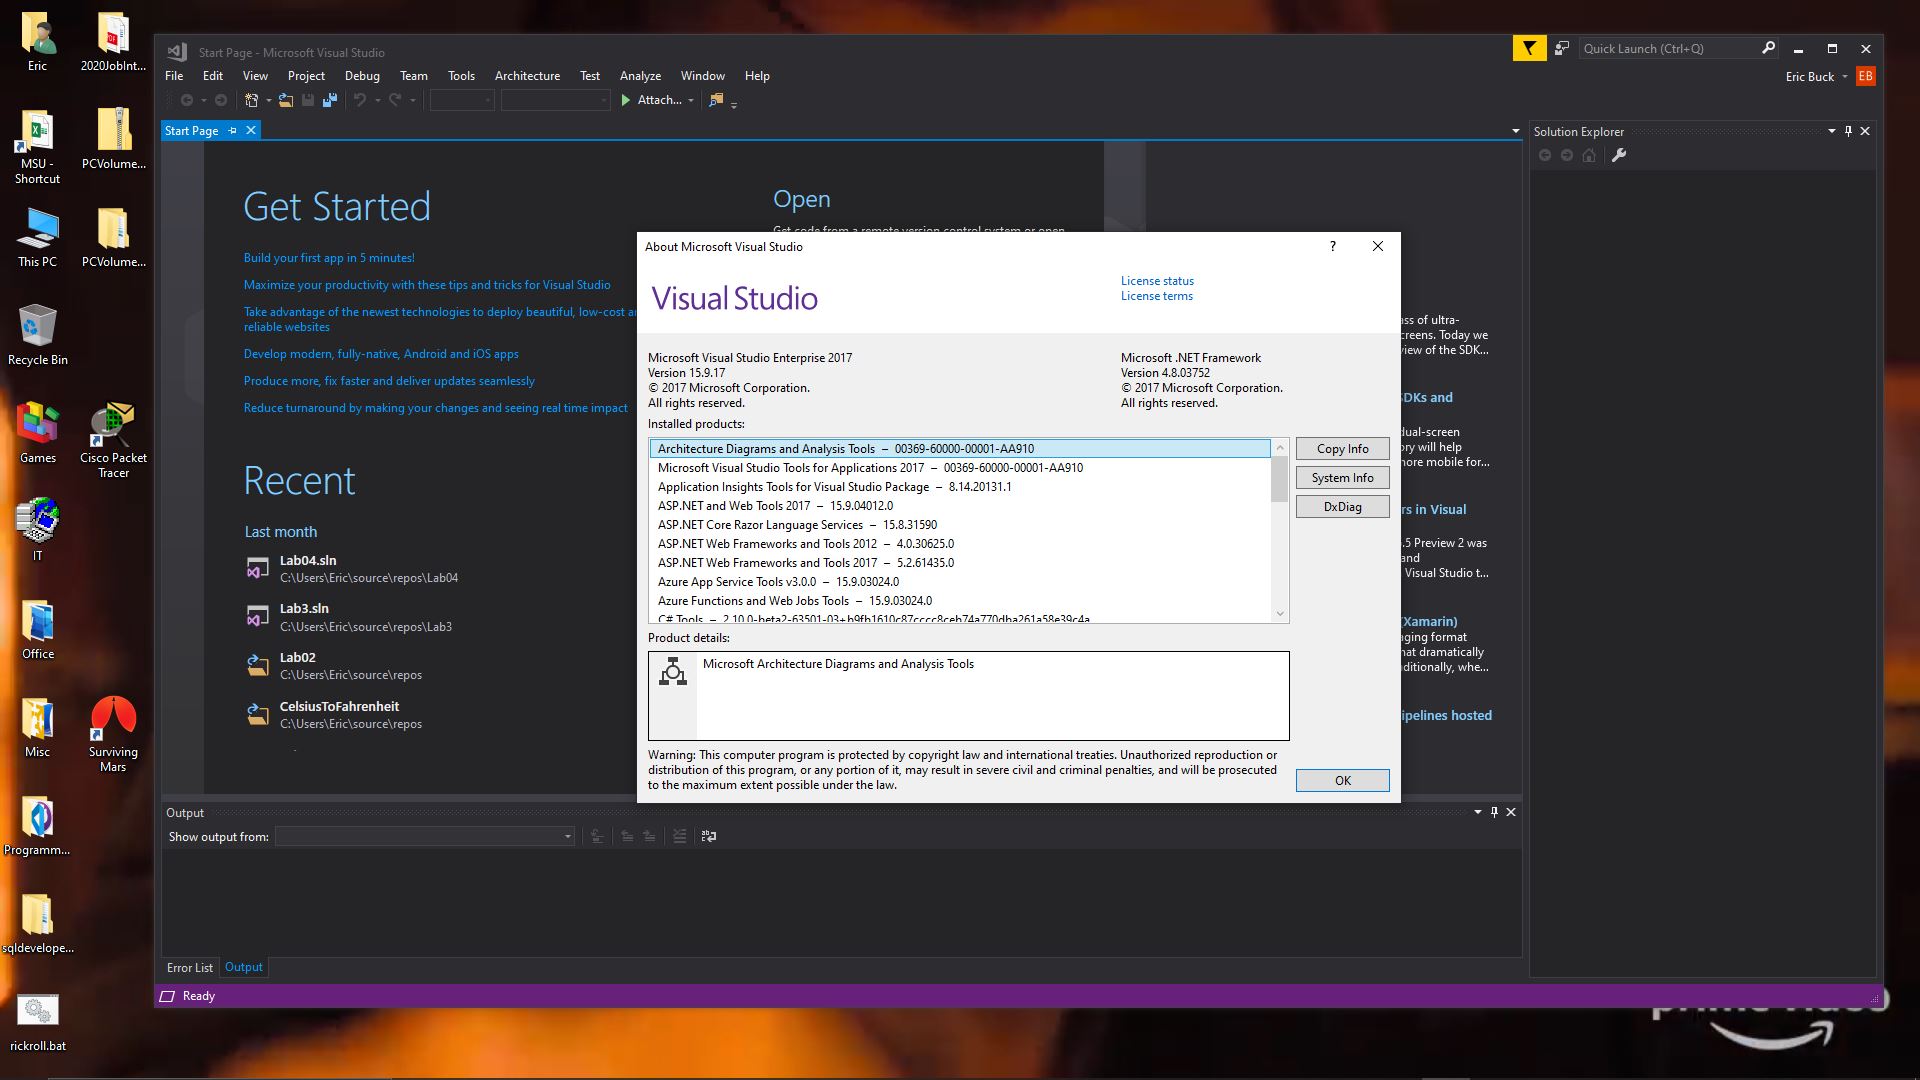 Eric
2020JobInt...
MSU - Shortcut
PCVolume...
This PC
PCVolume...
Recycle Bin
Games
Cisco Packet Tracer
IT
Office
Misc
Surviving Mars
Programm...
sqldevelope...
rickroll.bat
Start Page - Microsoft Visual Studio
Quick Launch (Ctrl+Q)
File Edit View Project Debug Team Tools Architecture Test Analyze Window Help
Eric Buck EB
Attach...
Start Page
Solution Explorer
Get Started
Build your first app in 5 minutes!
Maximize your productivity with these tips and tricks for Visual Studio
Take advantage of the newest technologies to deploy beautiful, low-cost
reliable websites
Develop modern, fully-native, Android and iOS apps
Produce more, fix faster and deliver updates seamlessly
Reduce turnaround by making your changes and seeing real time impact
Recent
Last month
Lab04.sln
C:\Users\Eric\source\repos\Lab04
Lab3.sln
C:\Users\Eric\source\repos\Lab3
Lab02
C:\Users\Eric\source\repos
CelsiusToFahrenheit
C:\Users\Eric\source\repos
Open
Get code from a remote version control system or open
About Microsoft Visual Studio
?
Visual Studio
License status
License terms
Microsoft Visual Studio Enterprise 2017
Version 15.9.17
© 2017 Microsoft Corporation.
All rights reserved.
Microsoft .NET Framework
Version 4.8.03752
© 2017 Microsoft Corporation.
All rights reserved.
Installed products:
Architecture Diagrams and Analysis Tools – 00369-60000-00001-AA910
Microsoft Visual Studio Tools for Applications 2017 – 00369-60000-00001-AA910
Application Insights Tools for Visual Studio Package – 8.14.20131.1
ASP.NET and Web Tools 2017 – 15.9.04012.0
ASP.NET Core Razor Language Services – 15.8.31590
ASP.NET Web Frameworks and Tools 2012 – 4.0.30625.0
ASP.NET Web Frameworks and Tools 2017 – 5.2.61435.0
Azure App Service Tools v3.0.0 – 15.9.03024.0
Azure Functions and Web Jobs Tools – 15.9.03024.0
C# Tools – 2.10.0-beta2-63501-03+b9fb1610c87cccc8ceb74a770dba261a58e39c4a
Copy Info
System Info
DxDiag
Product details:
Microsoft Architecture Diagrams and Analysis Tools
Warning: This computer program is protected by copyright law and international treaties. Unauthorized reproduction or
distribution of this program, or any portion of it, may result in severe civil and criminal penalties, and will be prosecuted
to the maximum extent possible under the law.
OK
ass of ultra-
creens. Today we
view of the SDK...
SDKs and
dual-screen
ory will help
more mobile for...
rs in Visual
.5 Preview 2 was
and
Visual Studio t...
(Xamarin)
nging format
hat dramatically
ditionally, whe...
ipelines hosted
Output
Show output from:
Error List Output
Ready
prime video